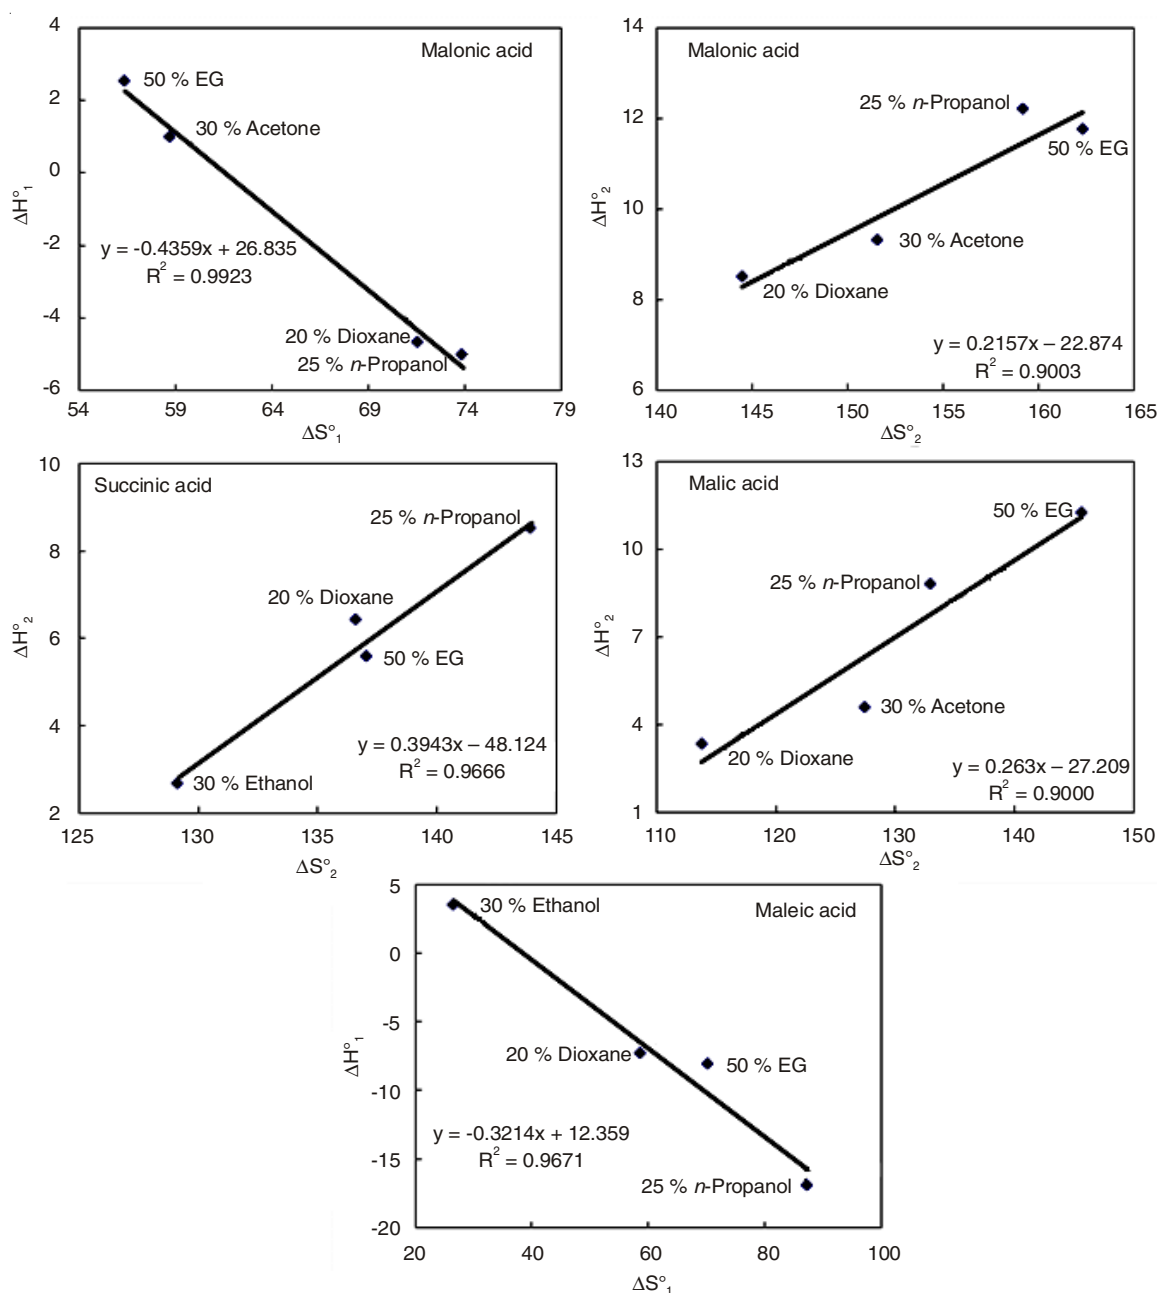 Malonic acid
4
2
0
-2
-4
-6
ΔH°1
50 % EG
30 % Acetone
y = -0.4359x + 26.835
R2 = 0.9923
20 % Dioxane
25 % n-Propanol
54 59 64 69 74 79
ΔS°1
Malonic acid
14
12
10
8
6
ΔH°2
25 % n-Propanol
50 % EG
30 % Acetone
20 % Dioxane
y = 0.2157x – 22.874
R2 = 0.9003
140 145 150 155 160 165
ΔS°2
Succinic acid
10
8
6
4
2
ΔH°2
25 % n-Propanol
20 % Dioxane
50 % EG
y = 0.3943x – 48.124
R2 = 0.9666
30 % Ethanol
125 130 135 140 145
ΔS°2
Malic acid
13
10
7
4
1
ΔH°2
50 % EG
25 % n-Propanol
30 % Acetone
20 % Dioxane
y = 0.263x – 27.209
R2 = 0.9000
110 120 130 140 150
ΔS°2
Maleic acid
5
0
-5
-10
-15
-20
ΔH°1
30 % Ethanol
20 % Dioxane
50 % EG
y = -0.3214x + 12.359
R2 = 0.9671
25 % n-Propanol
20 40 60 80 100
ΔS°1